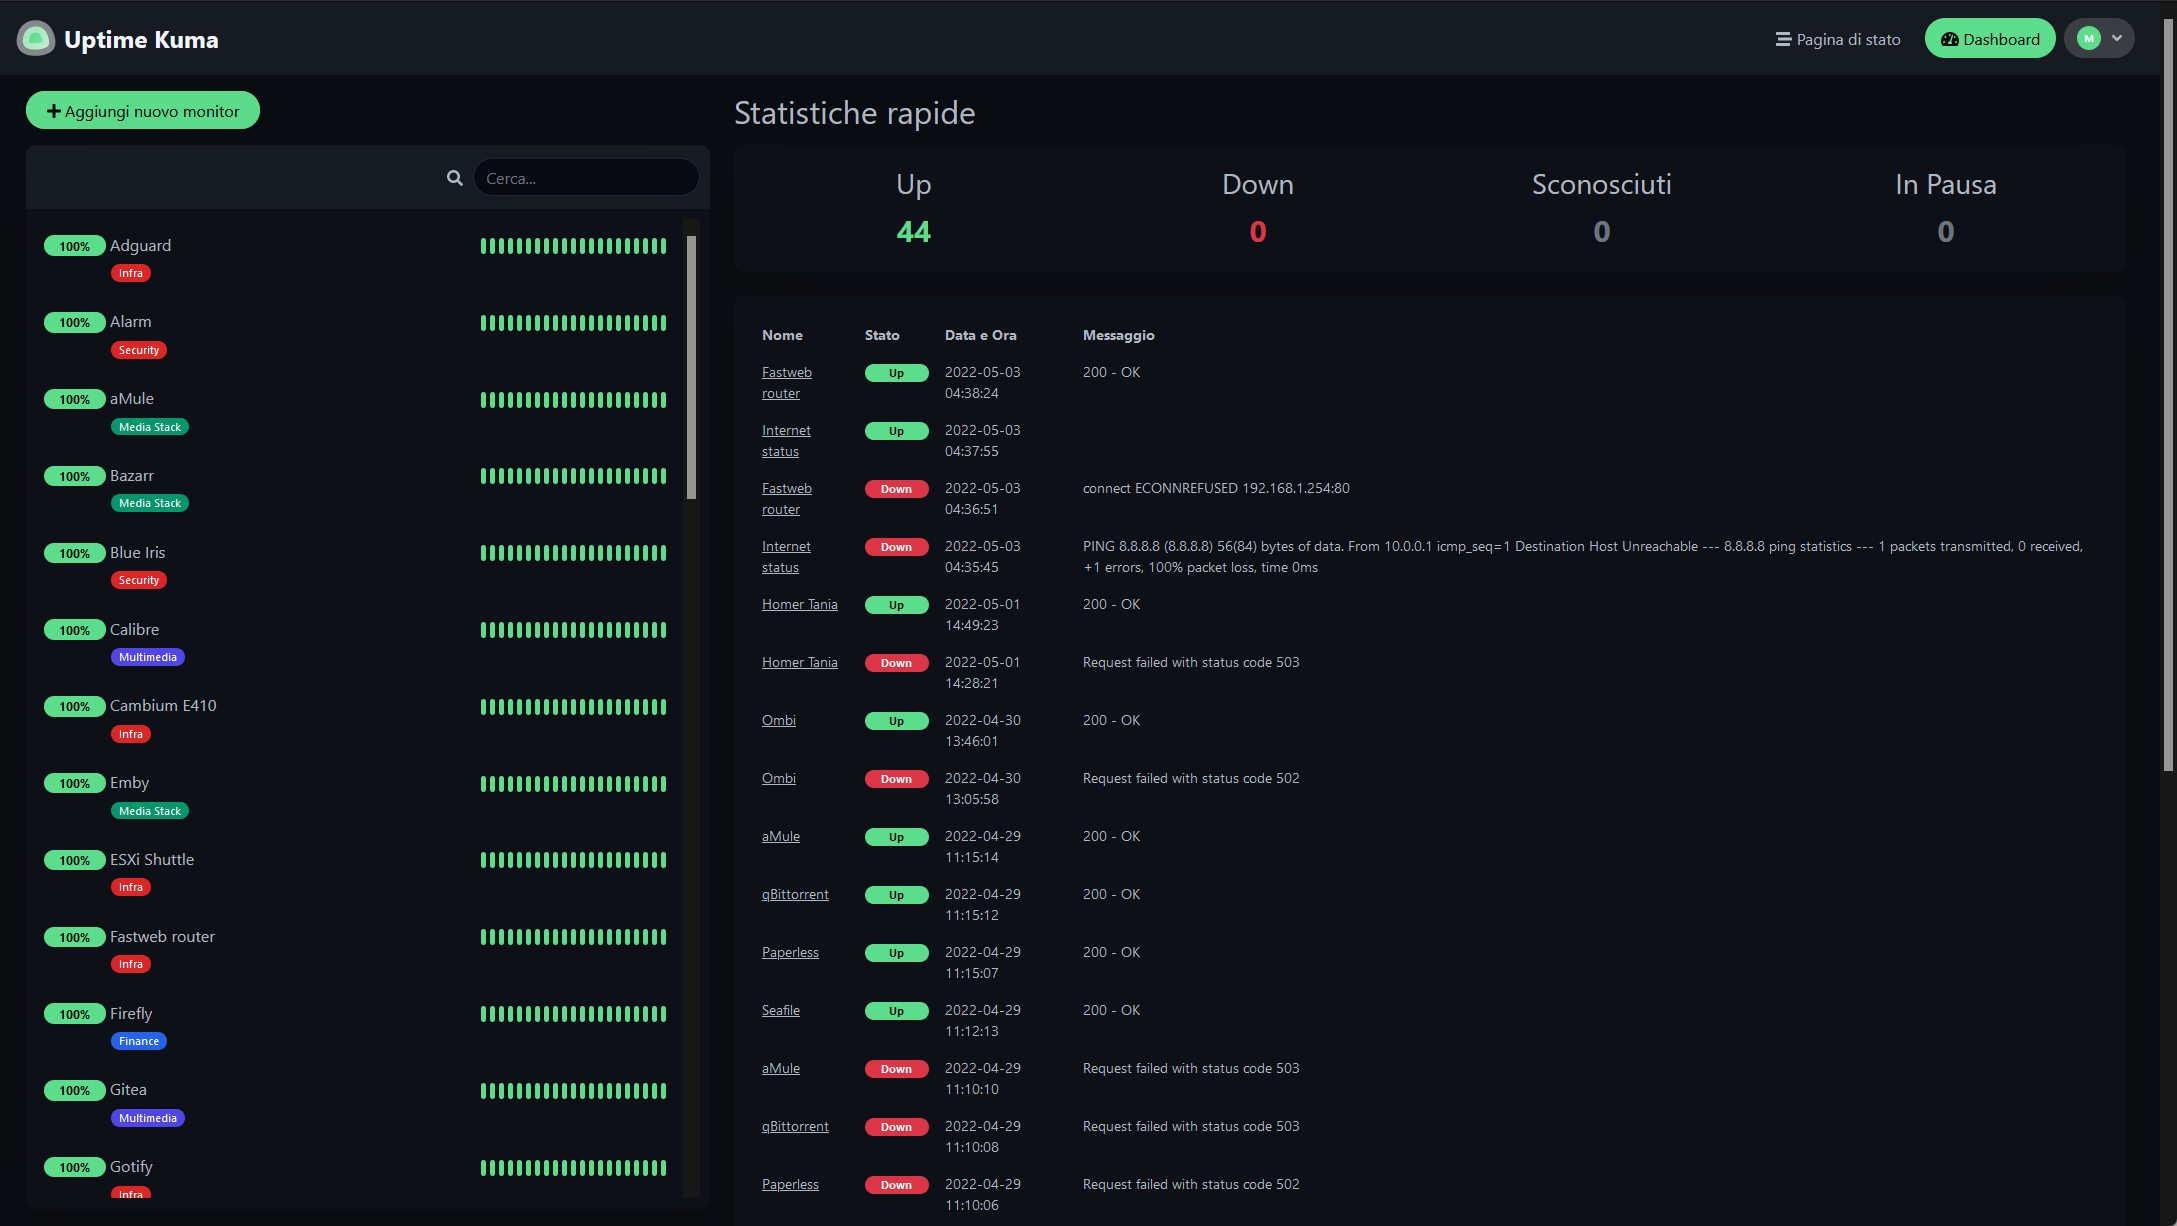 Uptime Kuma
Pagina di stato
Dashboard
M
Aggiungi nuovo monitor
Cerca...
100% Adguard
Infra
100% Alarm
Security
100% aMule
Media Stack
100% Bazarr
Media Stack
100% Blue Iris
Security
100% Calibre
Multimedia
100% Cambium E410
Infra
100% Emby
Media Stack
100% ESXi Shuttle
Infra
100% Fastweb router
Infra
100% Firefly
Finance
100% Gitea
Multimedia
100% Gotify
Infra
Statistiche rapide
Up Down Sconosciuti In Pausa
44 0 0 0
Nome Stato Data e Ora Messaggio
Fastweb Up 2022-05-03 200 - OK
router 04:38:24
Internet Up 2022-05-03
status 04:37:55
Fastweb Down 2022-05-03 connect ECONNREFUSED 192.168.1.254:80
router 04:36:51
Internet Down 2022-05-03 PING 8.8.8.8 (8.8.8.8) 56(84) bytes of data. From 10.0.0.1 icmp_seq=1 Destination Host Unreachable --- 8.8.8.8 ping statistics --- 1 packets transmitted, 0 received,
status 04:35:45 +1 errors, 100% packet loss, time 0ms
Homer Tania Up 2022-05-01 200 - OK
14:49:23
Homer Tania Down 2022-05-01 Request failed with status code 503
14:28:21
Ombi Up 2022-04-30 200 - OK
13:46:01
Ombi Down 2022-04-30 Request failed with status code 502
13:05:58
aMule Up 2022-04-29 200 - OK
11:15:14
qBittorrent Up 2022-04-29 200 - OK
11:15:12
Paperless Up 2022-04-29 200 - OK
11:15:07
Seafile Up 2022-04-29 200 - OK
11:12:13
aMule Down 2022-04-29 Request failed with status code 503
11:10:10
qBittorrent Down 2022-04-29 Request failed with status code 503
11:10:08
Paperless Down 2022-04-29 Request failed with status code 502
11:10:06